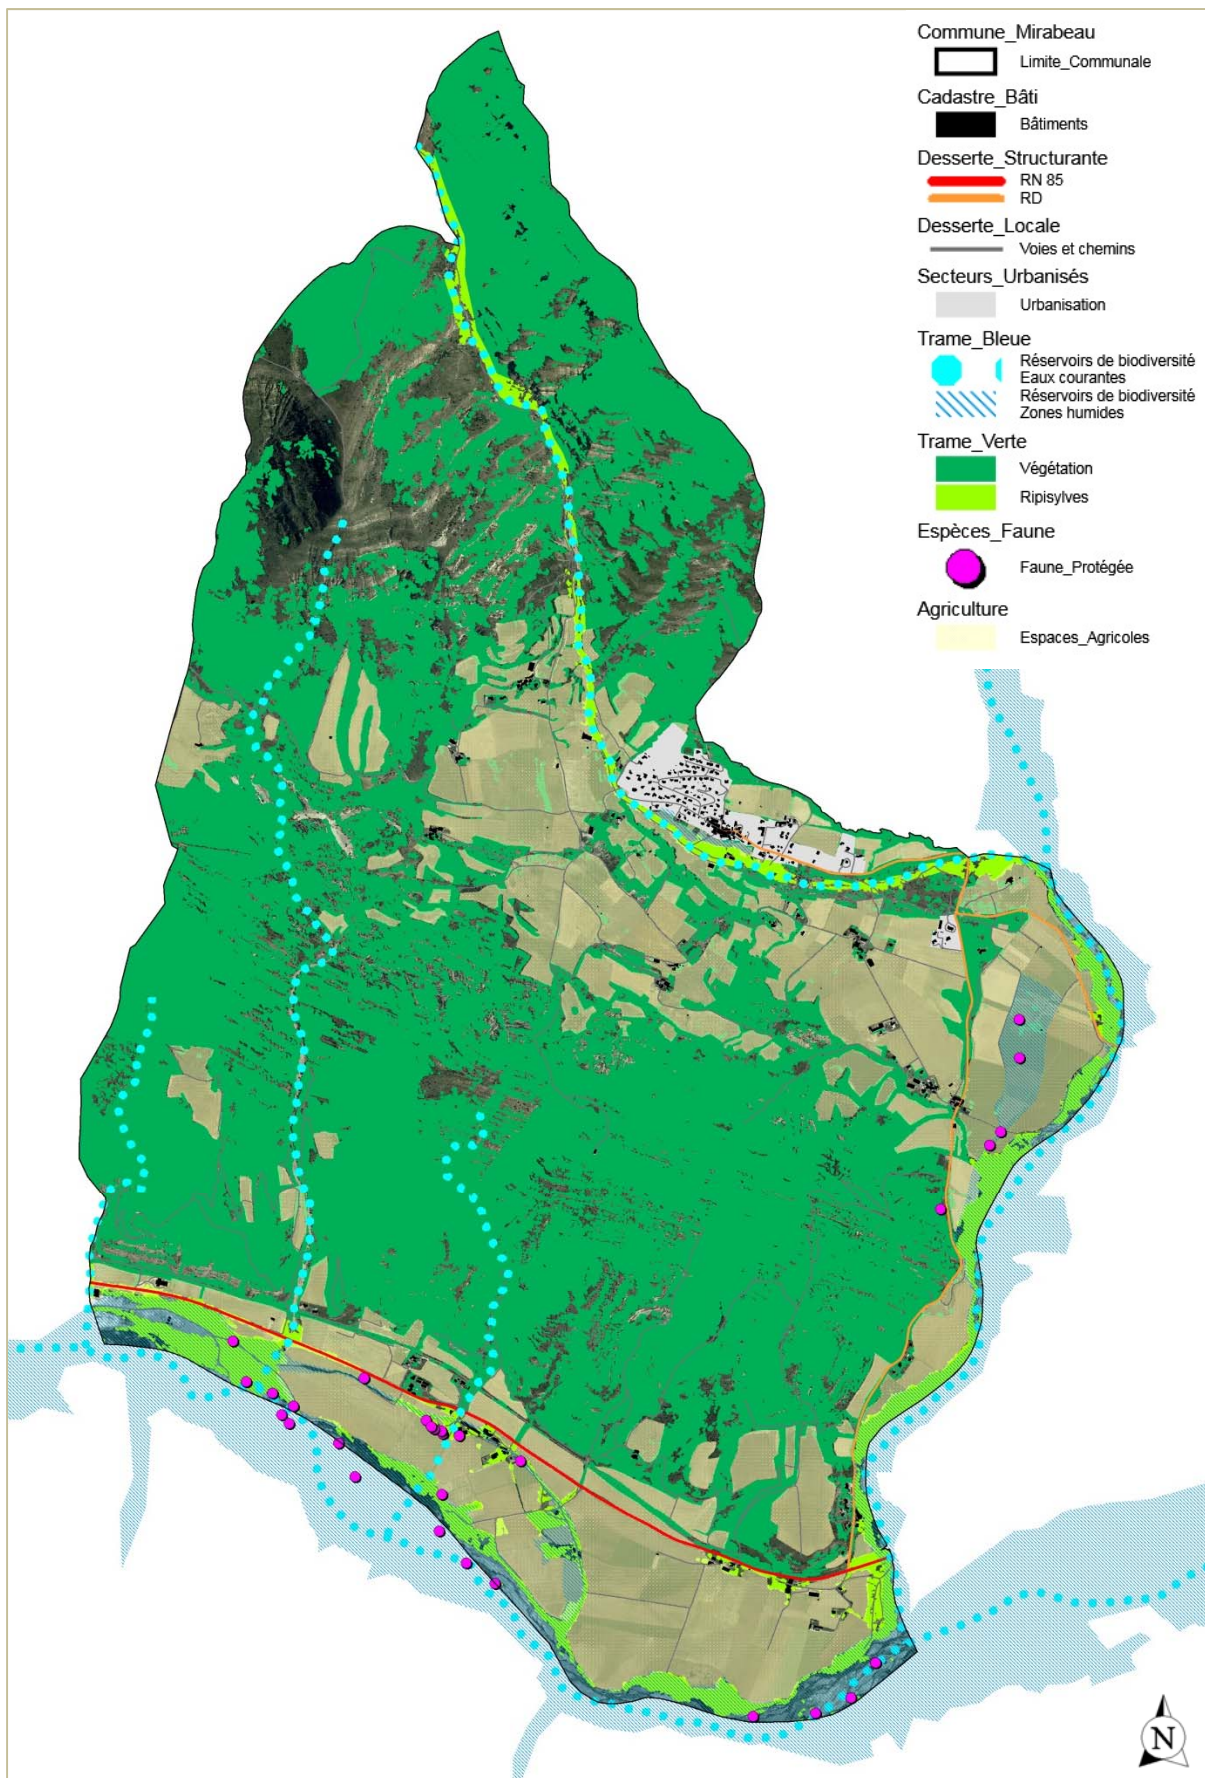 Commune_Mirabeau
Limite_Communale
Cadastre_Bâti
Bâtiments
Desserte_Structurante
RN 85
RD
Desserte_Locale
Voies et chemins
Secteurs_Urbanisés
Urbanisation
Trame_Bleue
Réservoirs de biodiversité
Eaux courantes
Réservoirs de biodiversité
Zones humides
Trame_Verte
Végétation
Ripisylves
Espèces_Faune
Faune_Protégée
Agriculture
Espaces_Agricoles
N